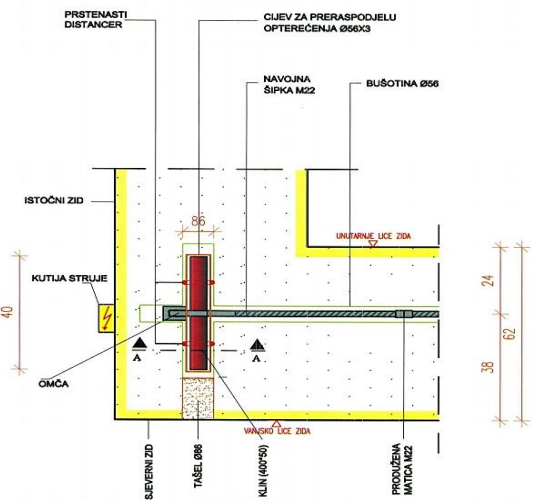 PRSTENASTI
DISTANCER
CIJEV ZA PRERASPODJELU
OPTEREĆENJA Ø56X3
NAVOJNA
ŠIPKA M22
BUŠOTINA Ø56
ISTOČNI ZID
86
UNUTARNJE LICE ZIDA
KUTIJA STRUJE
40
24
62
38
A
A
OMČA
VANJSKO LICE ZIDA
SJEVERNI ZID
TAŠEL Ø86
KLIN (400*50)
PRODUŽENA
MATICA M22